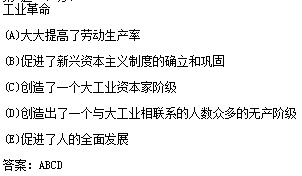 工业革命
(A)大大提高了劳动生产率
(B)促进了新兴资本主义制度的确立和巩固
(C)创造了一个大工业资本家阶级
(D)创造出了一个与大工业相联系的人数众多的无产阶级
(E)促进了人的全面发展
答案: ABCD